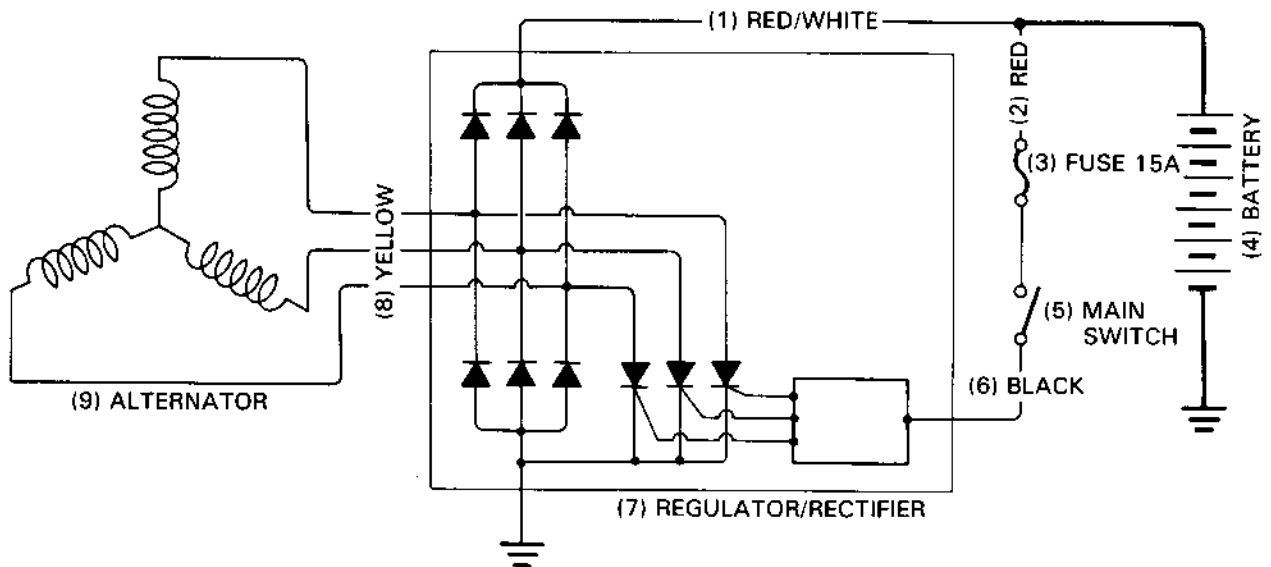 (1) RED/WHITE
(2) RED
(3) FUSE 15A
(4) BATTERY
(5) MAIN
SWITCH
(6) BLACK
(8) YELLOW
(9) ALTERNATOR
(7) REGULATOR/RECTIFIER